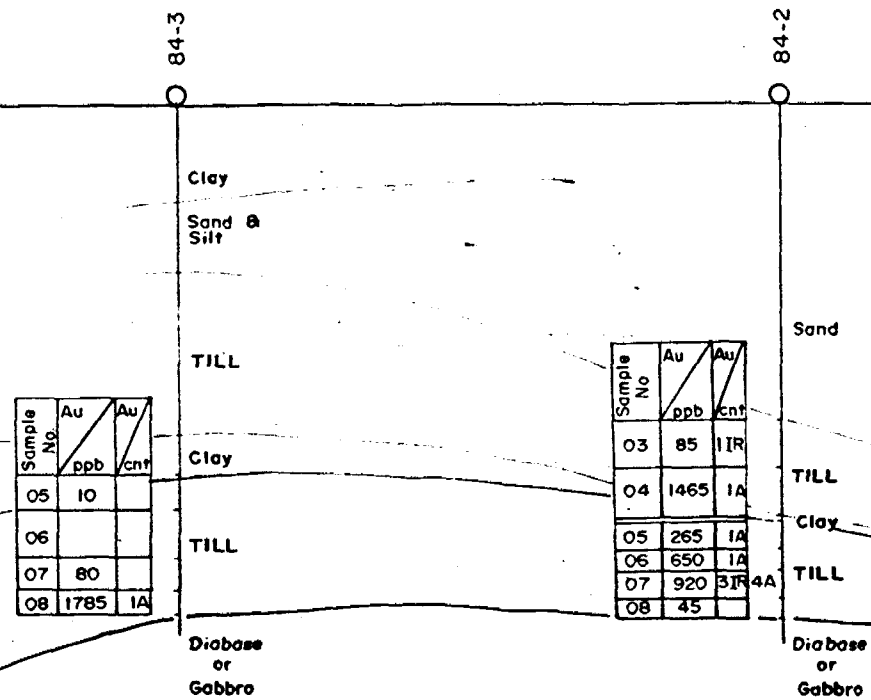 84-3
84-2
Clay
Sand &
Silt
TILL
Clay
TILL
Diabase
or
Gabbro
Sample No. Au/ppb Au/cnt
05 10
06
07 80
08 1785 1A
Sand
TILL
Clay
TILL
Diabase
or
Gabbro
Sample No Au/ppb Au/cnt
03 85 1IR
04 1465 1A
05 265 1A
06 650 1A
07 920 3IR4A
08 45